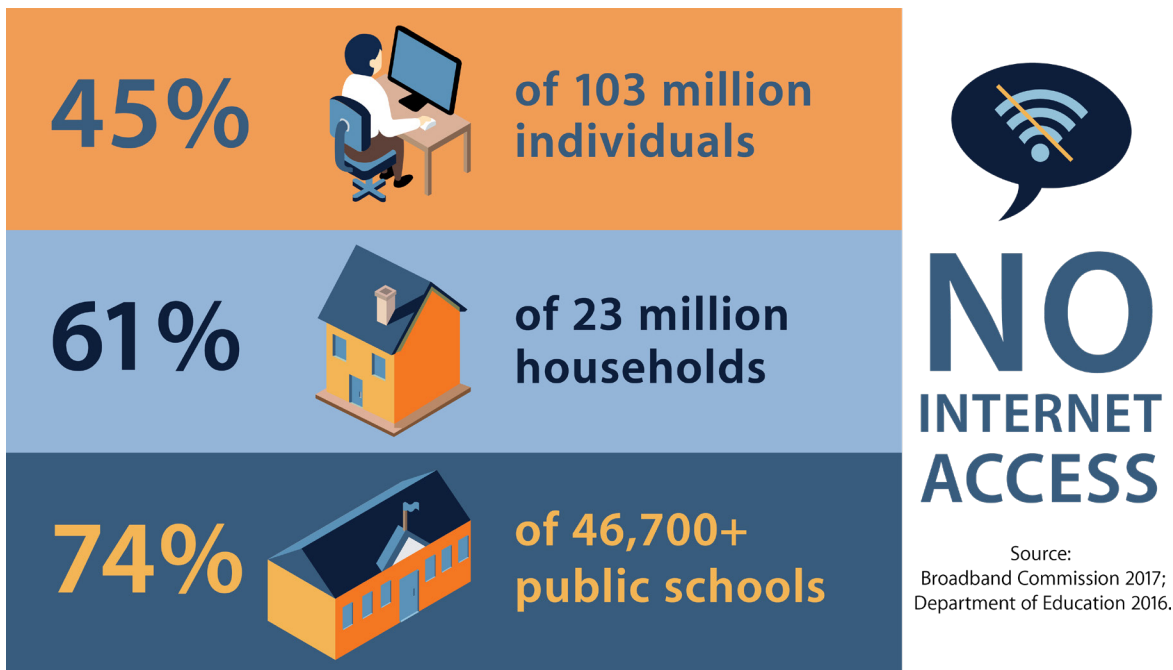 45%
of 103 million
individuals
61%
of 23 million
households
74%
of 46,700+
public schools
NO
INTERNET
ACCESS
Source:
Broadband Commission 2017;
Department of Education 2016.